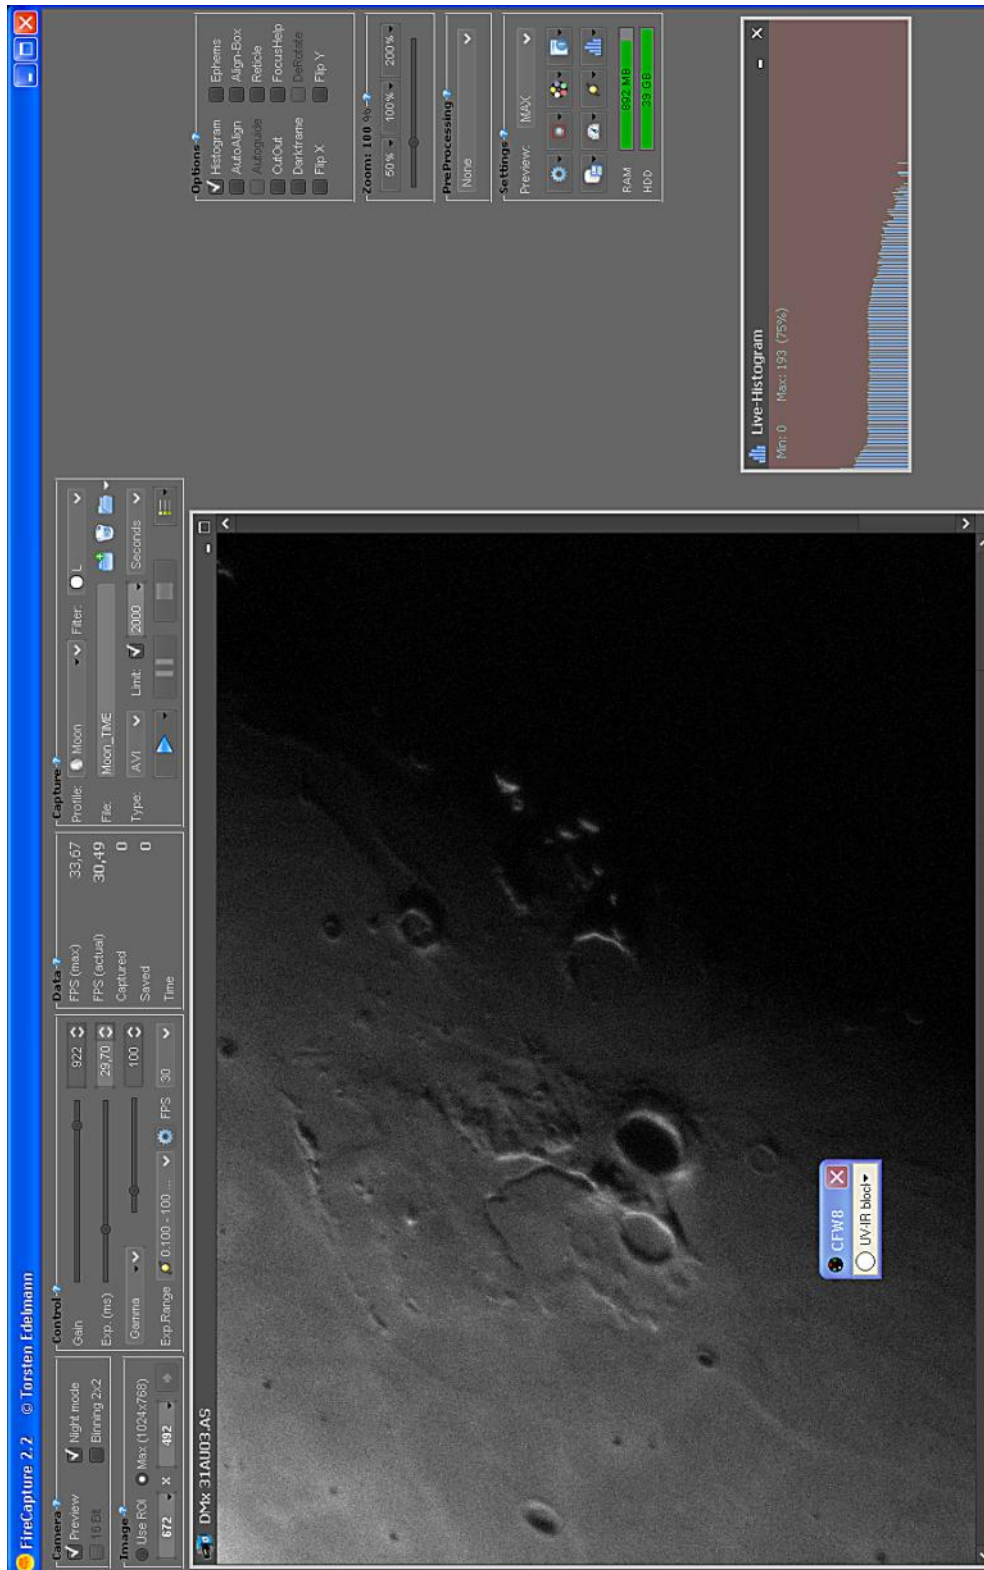 FireCapture 2.2 © Torsten Edelmann
Camera
Preview Night mode
16 Bit Binning 2x2
Image
Use ROI Max (1024x768)
672 x 492
Control
Gain 922
Exp. (ms) 29,70
Gamma 100
Exp.Range 0.100 - 100 ... FPS 30
Data
FPS (max) 33,67
FPS (actual) 30,49
Captured 0
Saved 0
Time
Capture
Profile: Moon Filter: L
File: Moon_TIME
Type: AVI Limit: 2000 Seconds
Options
Histogram Ephems
AutoAlign Align-Box
Autoguide Reticle
CutOut FocusHelp
Darkframe DeRotate
Flip X Flip Y
Zoom: 100 %
50% 100% 200%
PreProcessing
None
Settings
Preview: MAX
RAM 892 MB
HDD 39 GB
DMx 31AU03.AS
CFW8
UV-IR block
Live-Histogram
Min: 0 Max: 193 (75%)